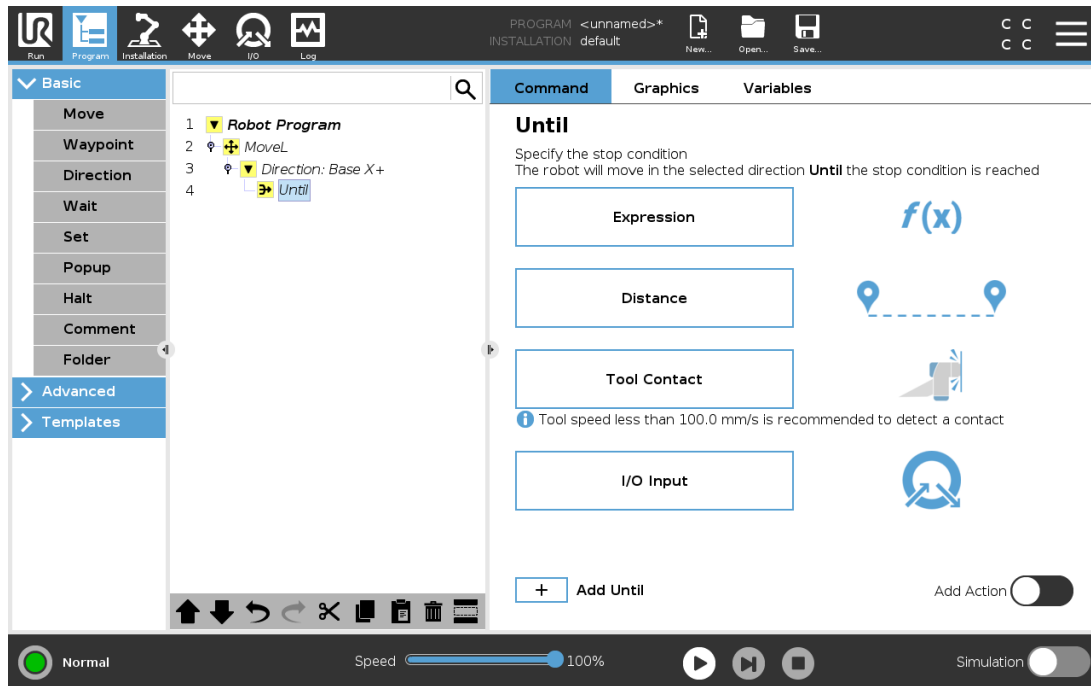 PROGRAM <unnamed>*
INSTALLATION default
Run Program Installation Move I/O Log New... Open... Save...
C C
C C
Basic
Move
Waypoint
Direction
Wait
Set
Popup
Halt
Comment
Folder
Advanced
Templates
1 Robot Program
2 MoveL
3 Direction: Base X+
4 Until
Command Graphics Variables
Until
Specify the stop condition
The robot will move in the selected direction Until the stop condition is reached
Expression f(x)
Distance
Tool Contact
Tool speed less than 100.0 mm/s is recommended to detect a contact
I/O Input
+ Add Until Add Action
Normal Speed 100% Simulation